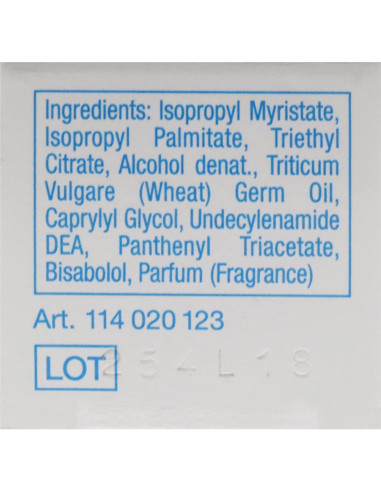 Ingredients: Isopropyl Myristate,
Isopropyl Palmitate, Triethyl
Citrate, Alcohol denat., Triticum
Vulgare (Wheat) Germ Oil,
Caprylyl Glycol, Undecylenamide
DEA, Panthenyl Triacetate,
Bisabolol, Parfum (Fragrance)
Art. 114 020 123
LOT 254L18